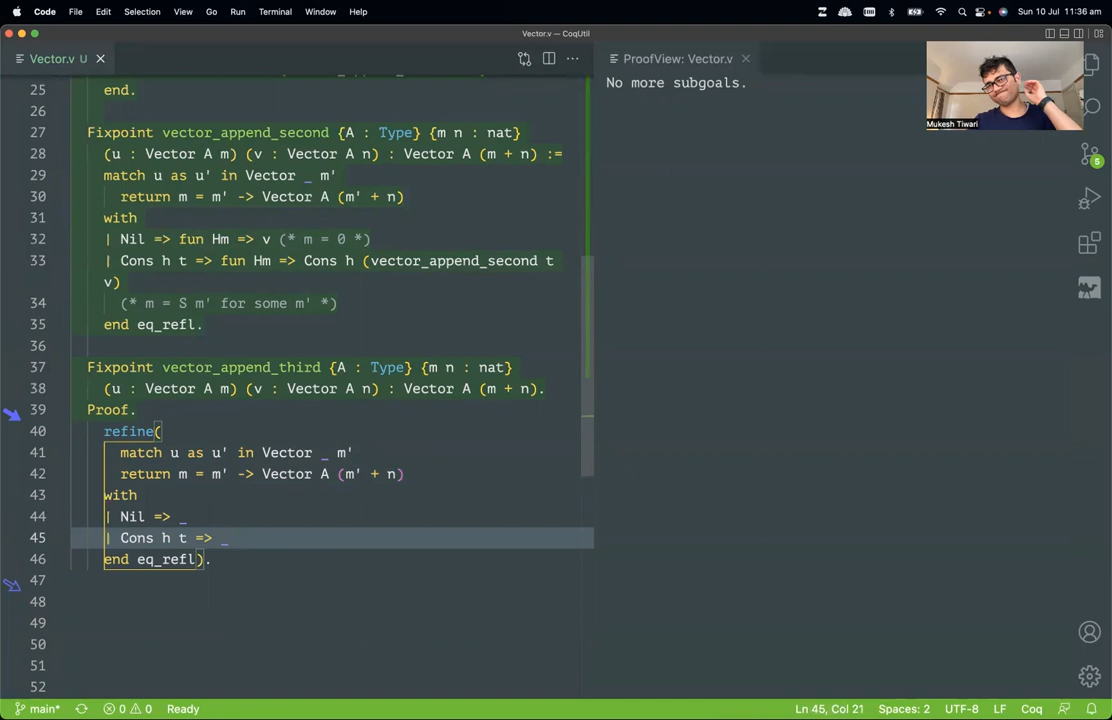 Code File Edit Selection View Go Run Terminal Window Help Sun 10 Jul 11:36 am
Vector.v — CoqUtil
Vector.v U
ProofView: Vector.v
No more subgoals.
Mukesh Tiwari
5
25 end.
26
27 Fixpoint vector_append_second {A : Type} {m n : nat}
28 (u : Vector A m) (v : Vector A n) : Vector A (m + n) :=
29 match u as u' in Vector _ m'
30 return m = m' -> Vector A (m' + n)
31 with
32 | Nil => fun Hm => v (* m = 0 *)
33 | Cons h t => fun Hm => Cons h (vector_append_second t
v)
34 (* m = S m' for some m' *)
35 end eq_refl.
36
37 Fixpoint vector_append_third {A : Type} {m n : nat}
38 (u : Vector A m) (v : Vector A n) : Vector A (m + n).
39 Proof.
40 refine(
41 match u as u' in Vector _ m'
42 return m = m' -> Vector A (m' + n)
43 with
44 | Nil => _
45 | Cons h t => _
46 end eq_refl).
47
48
49
50
51
52
main* 0 0 Ready Ln 45, Col 21 Spaces: 2 UTF-8 LF Coq